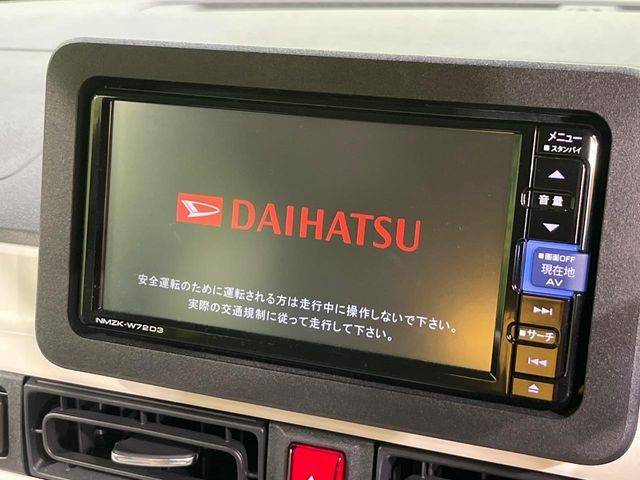 DAIHATSU
安全運転のために運転される方は走行中に操作しないで下さい。
実際の交通規制に従って走行して下さい。
NMZK-W72D3
メニュー
スタンバイ
音量
画面OFF
現在地
AV
サーチ